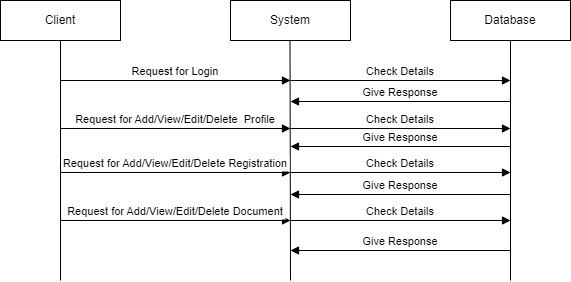 Client
System
Database
Request for Login
Check Details
Give Response
Request for Add/View/Edit/Delete  Profile
Check Details
Give Response
Request for Add/View/Edit/Delete Registration
Check Details
Give Response
Request for Add/View/Edit/Delete Document
Check Details
Give Response